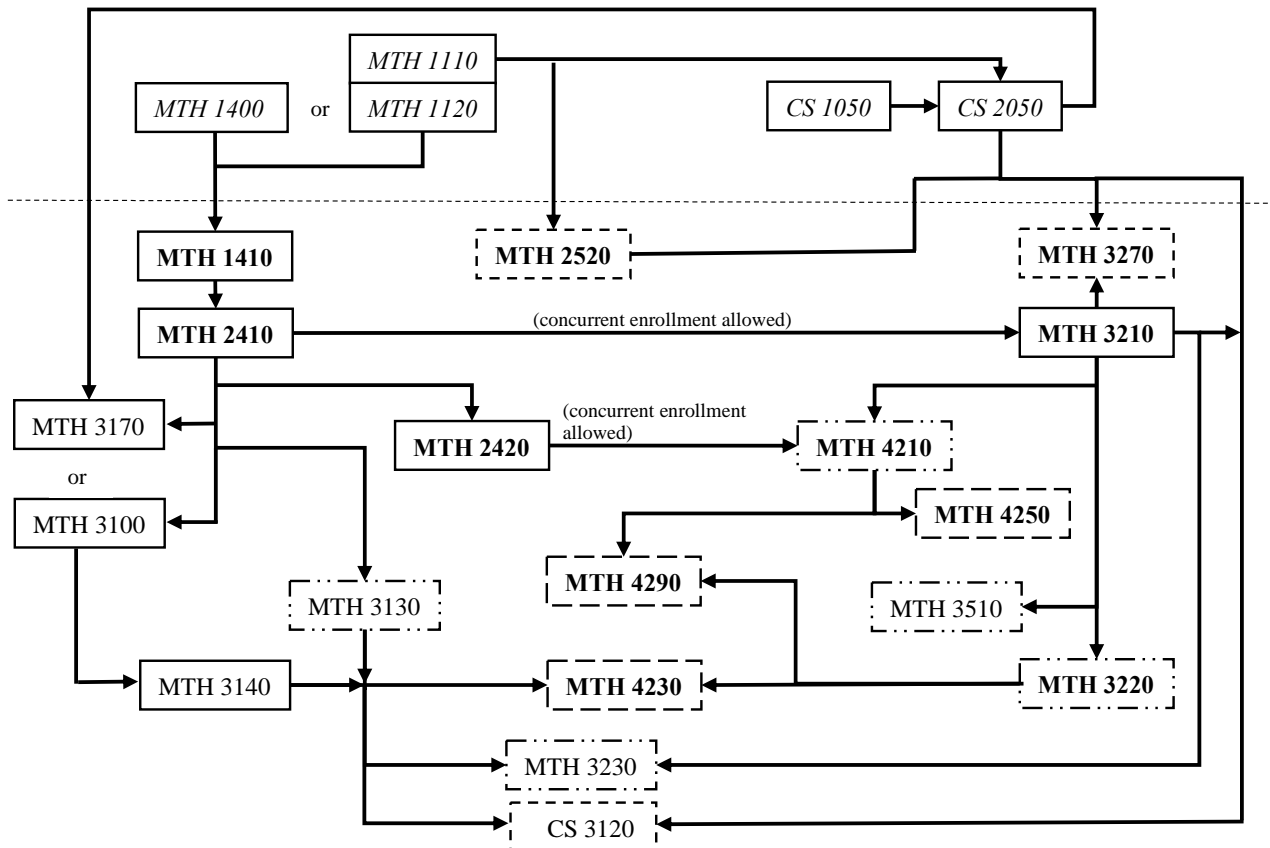 MTH 1110
MTH 1400
or
MTH 1120
CS 1050
CS 2050
MTH 1410
MTH 2520
MTH 3270
MTH 2410
(concurrent enrollment allowed)
MTH 3210
MTH 3170
MTH 2420
(concurrent enrollment
allowed)
MTH 4210
or
MTH 3100
MTH 4250
MTH 4290
MTH 3130
MTH 3510
MTH 3140
MTH 4230
MTH 3220
MTH 3230
CS 3120